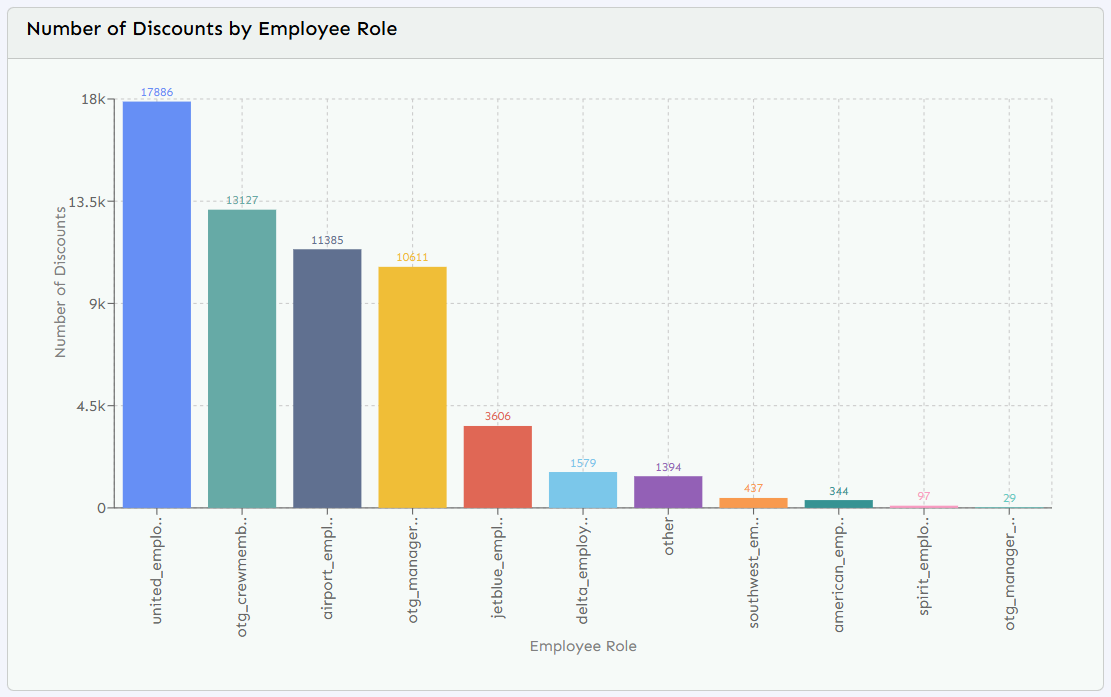 Number of Discounts by Employee Role
Number of Discounts
18k
13.5k
9k
4.5k
0
17886
13127
11385
10611
3606
1579
1394
437
344
97
29
united_emplo..
otg_crewmemb..
airport_empl..
otg_manager..
jetblue_empl..
delta_employ..
other
southwest_em..
american_emp..
spirit_emplo..
otg_manager_..
Employee Role